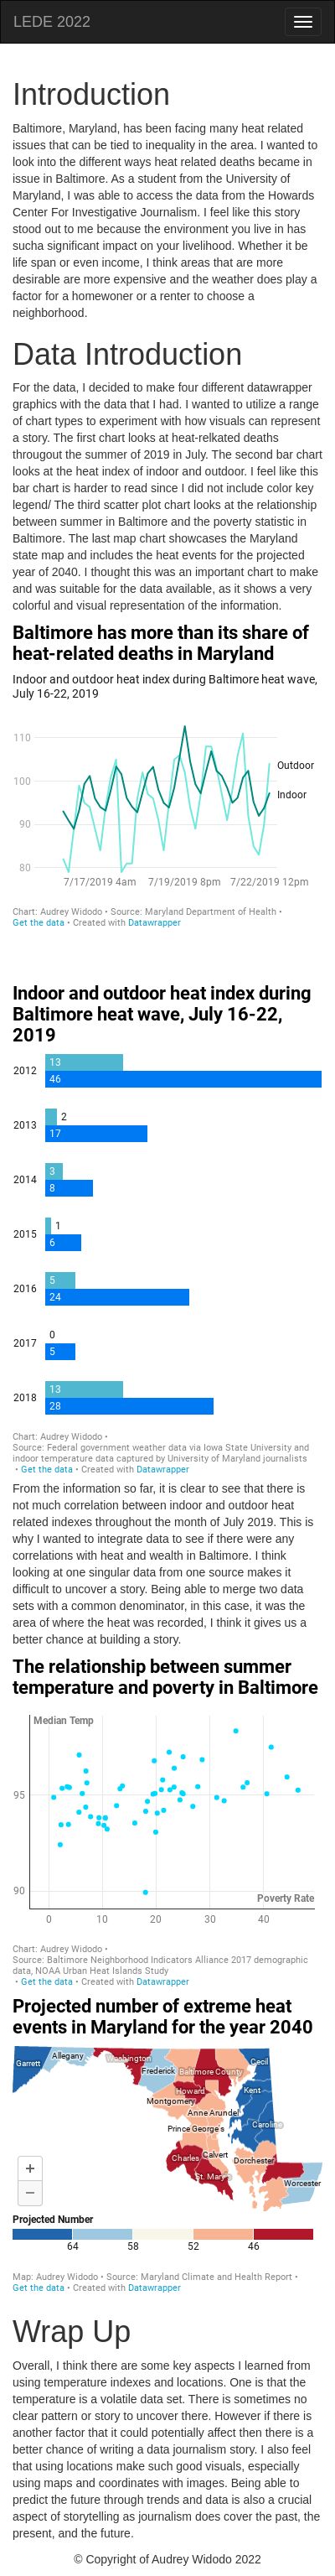 LEDE 2022
Introduction
Baltimore, Maryland, has been facing many heat related
issues that can be tied to inequality in the area. I wanted to
look into the different ways heat related deaths became in
issue in Baltimore. As a student from the University of
Maryland, I was able to access the data from the Howards
Center For Investigative Journalism. I feel like this story
stood out to me because the environment you live in has
sucha significant impact on your livelihood. Whether it be
life span or even income, I think areas that are more
desirable are more expensive and the weather does play a
factor for a homewoner or a renter to choose a
neighborhood.
Data Introduction
For the data, I decided to make four different datawrapper
graphics with the data that I had. I wanted to utilize a range
of chart types to experiment with how visuals can represent
a story. The first chart looks at heat-relkated deaths
througout the summer of 2019 in July. The second bar chart
looks at the heat index of indoor and outdoor. I feel like this
bar chart is harder to read since I did not include color key
legend/ The third scatter plot chart looks at the relationship
between summer in Baltimore and the poverty statistic in
Baltimore. The last map chart showcases the Maryland
state map and includes the heat events for the projected
year of 2040. I thought this was an important chart to make
and was suitable for the data available, as it shows a very
colorful and visual representation of the information.
Baltimore has more than its share of
heat-related deaths in Maryland
Indoor and outdoor heat index during Baltimore heat wave,
July 16-22, 2019
110
Outdoor
100
Indoor
90
80
7/17/2019 4am 7/19/2019 8pm 7/22/2019 12pm
Chart: Audrey Widodo • Source: Maryland Department of Health •
Get the data • Created with Datawrapper
Indoor and outdoor heat index during
Baltimore heat wave, July 16-22,
2019
2012 13
46
2013 2
17
2014 3
8
2015 1
6
2016 5
24
2017 0
5
2018 13
28
Chart: Audrey Widodo •
Source: Federal government weather data via Iowa State University and
indoor temperature data captured by University of Maryland journalists
• Get the data • Created with Datawrapper
From the information so far, it is clear to see that there is
not much correlation between indoor and outdoor heat
related indexes throughout the month of July 2019. This is
why I wanted to integrate data to see if there were any
correlations with heat and wealth in Baltimore. I think
looking at one singular data from one source makes it
difficult to uncover a story. Being able to merge two data
sets with a common denominator, in this case, it was the
area of where the heat was recorded, I think it gives us a
better chance at building a story.
The relationship between summer
temperature and poverty in Baltimore
Median Temp
95
90
Poverty Rate
0 10 20 30 40
Chart: Audrey Widodo •
Source: Baltimore Neighborhood Indicators Alliance 2017 demographic
data, NOAA Urban Heat Islands Study
• Get the data • Created with Datawrapper
Projected number of extreme heat
events in Maryland for the year 2040
Garrett Allegany Washington Frederick Baltimore County Cecil
Howard Kent
Montgomery
Anne Arundel
Prince George's Caroline
Charles Calvert Dorchester
St. Mary's
Worcester
+
−
Projected Number
64 58 52 46
Map: Audrey Widodo • Source: Maryland Climate and Health Report •
Get the data • Created with Datawrapper
Wrap Up
Overall, I think there are some key aspects I learned from
using temperature indexes and locations. One is that the
temperature is a volatile data set. There is sometimes no
clear pattern or story to uncover there. However if there is
another factor that it could potentially affect then there is a
better chance of writing a data journalism story. I also feel
that using locations make such good visuals, especially
using maps and coordinates with images. Being able to
predict the future through trends and data is also a crucial
aspect of storytelling as journalism does cover the past, the
present, and the future.
© Copyright of Audrey Widodo 2022